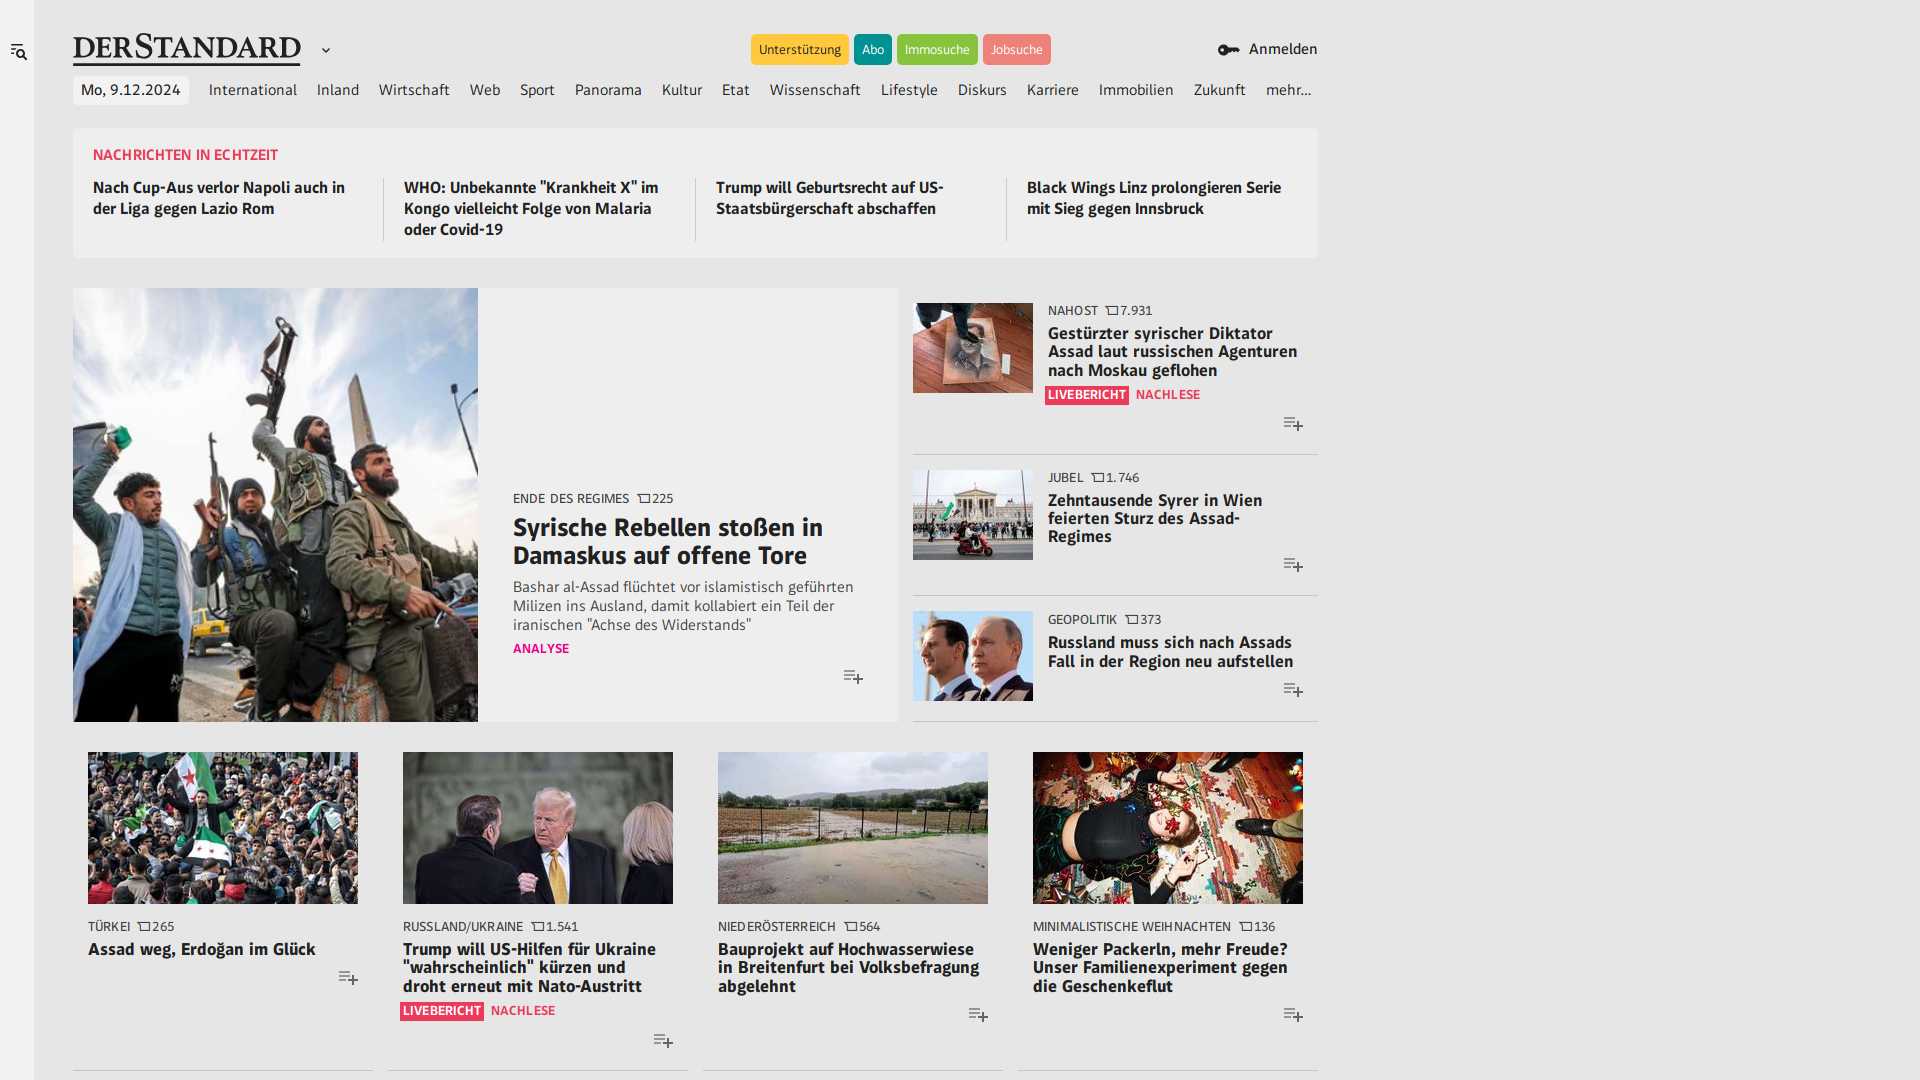 DERSTANDARD
Unterstützung
Abo
Immosuche
Jobsuche
Anmelden
Mo, 9.12.2024
International
Inland
Wirtschaft
Web
Sport
Panorama
Kultur
Etat
Wissenschaft
Lifestyle
Diskurs
Karriere
Immobilien
Zukunft
mehr...
NACHRICHTEN IN ECHTZEIT
Nach Cup-Aus verlor Napoli auch in
der Liga gegen Lazio Rom
WHO: Unbekannte "Krankheit X" im
Kongo vielleicht Folge von Malaria
oder Covid-19
Trump will Geburtsrecht auf US-
Staatsbürgerschaft abschaffen
Black Wings Linz prolongieren Serie
mit Sieg gegen Innsbruck
ENDE DES REGIMES 225
Syrische Rebellen stoßen in
Damaskus auf offene Tore
Bashar al-Assad flüchtet vor islamistisch geführten
Milizen ins Ausland, damit kollabiert ein Teil der
iranischen "Achse des Widerstands"
ANALYSE
NAHOST 7.931
Gestürzter syrischer Diktator
Assad laut russischen Agenturen
nach Moskau geflohen
LIVEBERICHT NACHLESE
JUBEL 1.746
Zehntausende Syrer in Wien
feierten Sturz des Assad-
Regimes
GEOPOLITIK 373
Russland muss sich nach Assads
Fall in der Region neu aufstellen
TÜRKEI 265
Assad weg, Erdoğan im Glück
RUSSLAND/UKRAINE 1.541
Trump will US-Hilfen für Ukraine
"wahrscheinlich" kürzen und
droht erneut mit Nato-Austritt
LIVEBERICHT NACHLESE
NIEDERÖSTERREICH 564
Bauprojekt auf Hochwasserwiese
in Breitenfurt bei Volksbefragung
abgelehnt
MINIMALISTISCHE WEIHNACHTEN 136
Weniger Packerln, mehr Freude?
Unser Familienexperiment gegen
die Geschenkeflut